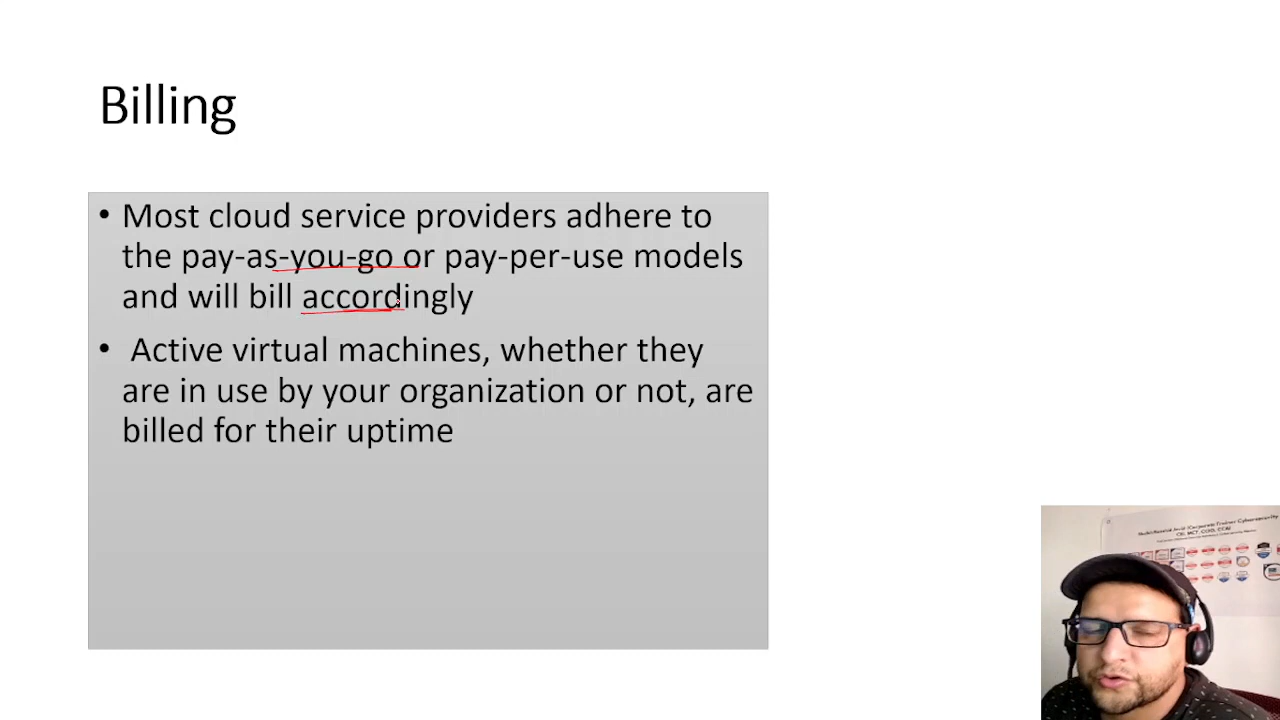 Billing
• Most cloud service providers adhere to
the pay-as-you-go or pay-per-use models
and will bill accordingly
• Active virtual machines, whether they
are in use by your organization or not, are
billed for their uptime